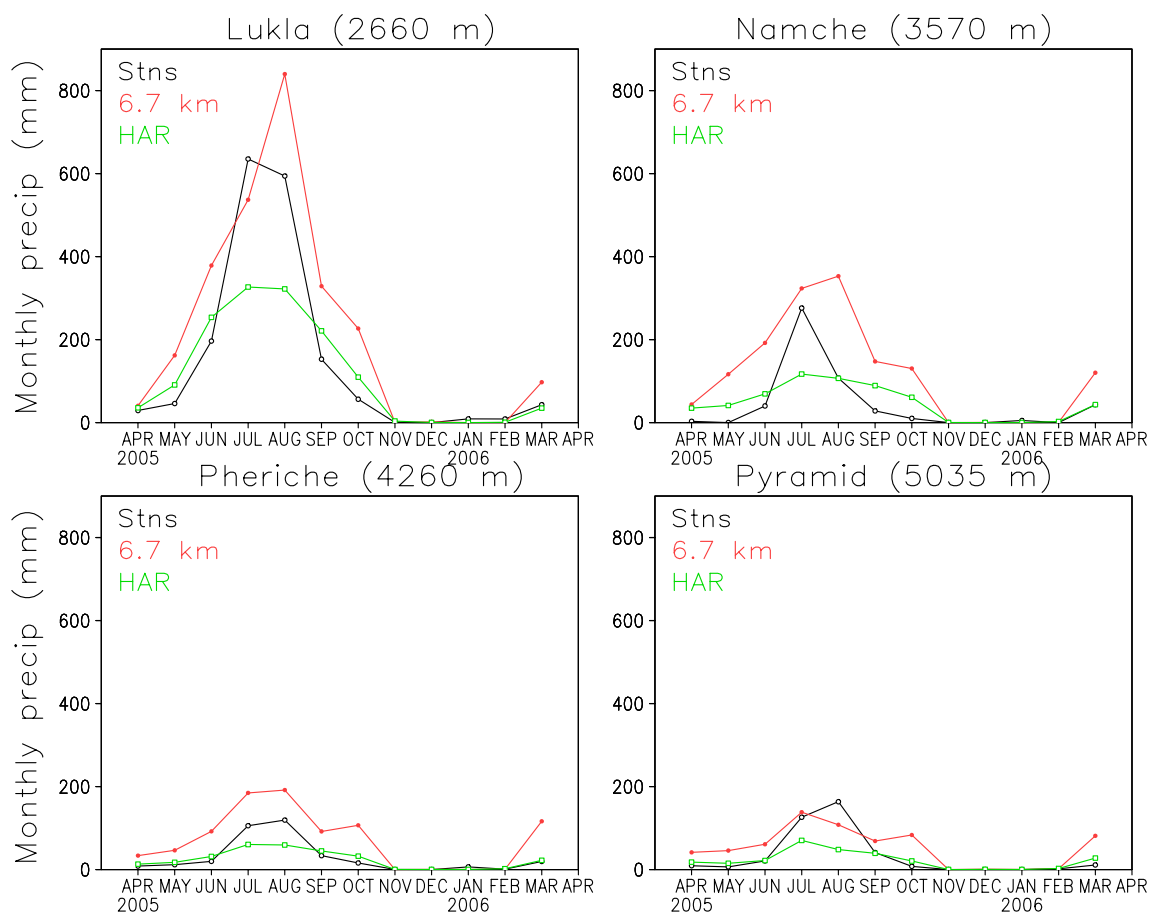 Lukla (2660 m)
Stns
6.7 km
HAR
Monthly precip (mm)
800
600
400
200
0
APR MAY JUN JUL AUG SEP OCT NOV DEC JAN FEB MAR APR
2005 2006
Namche (3570 m)
Stns
6.7 km
HAR
800
600
400
200
0
APR MAY JUN JUL AUG SEP OCT NOV DEC JAN FEB MAR APR
2005 2006
Pheriche (4260 m)
Stns
6.7 km
HAR
Monthly precip (mm)
800
600
400
200
0
APR MAY JUN JUL AUG SEP OCT NOV DEC JAN FEB MAR APR
2005 2006
Pyramid (5035 m)
Stns
6.7 km
HAR
800
600
400
200
0
APR MAY JUN JUL AUG SEP OCT NOV DEC JAN FEB MAR APR
2005 2006